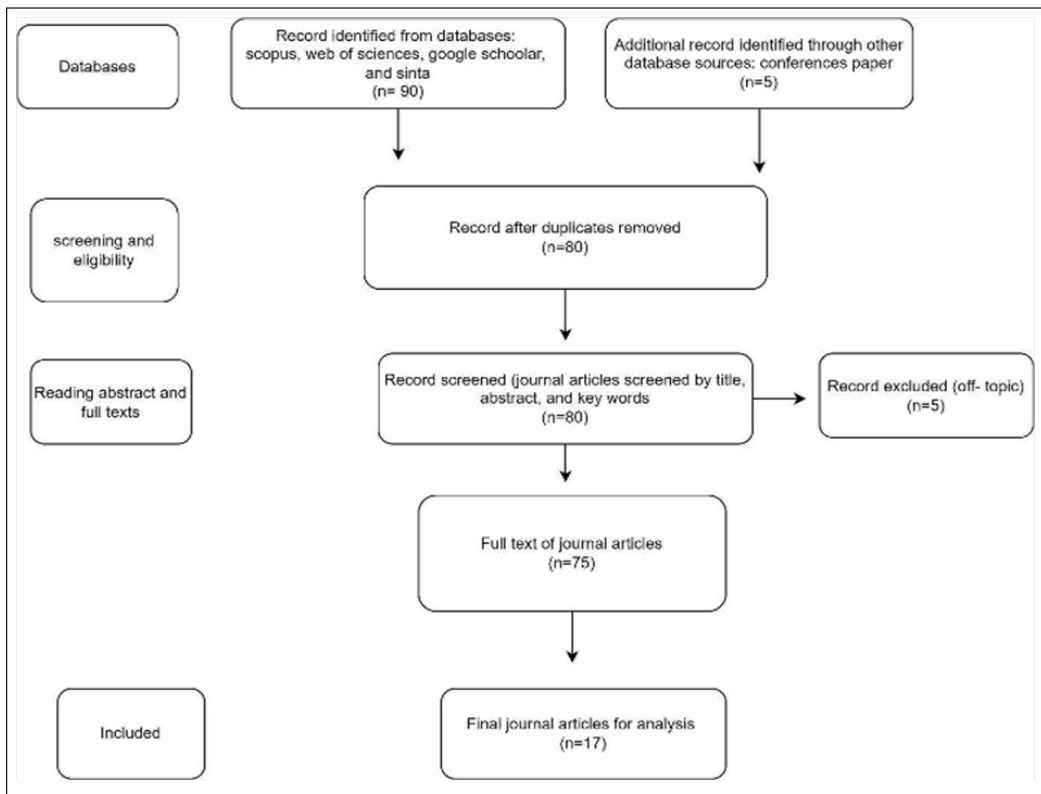 Databases
Record identified from databases:
scopus, web of sciences, google schoolar,
and sinta
(n= 90)
Additional record identified through other
database sources: conferences paper
(n=5)
screening and
eligibility
Record after duplicates removed
(n=80)
Reading abstract and
full texts
Record screened (journal articles screened by title,
abstract, and key words
(n=80)
Record excluded (off- topic)
(n=5)
Full text of journal articles
(n=75)
Included
Final journal articles for analysis
(n=17)